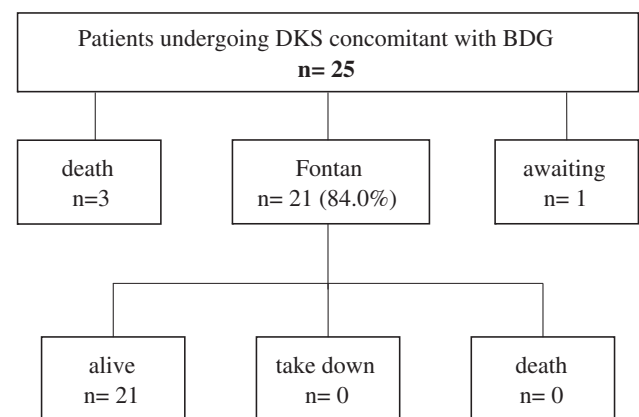 Patients undergoing DKS concomitant with BDG
n= 25
death
n=3
Fontan
n= 21 (84.0%)
awaiting
n= 1
alive
n= 21
take down
n= 0
death
n= 0